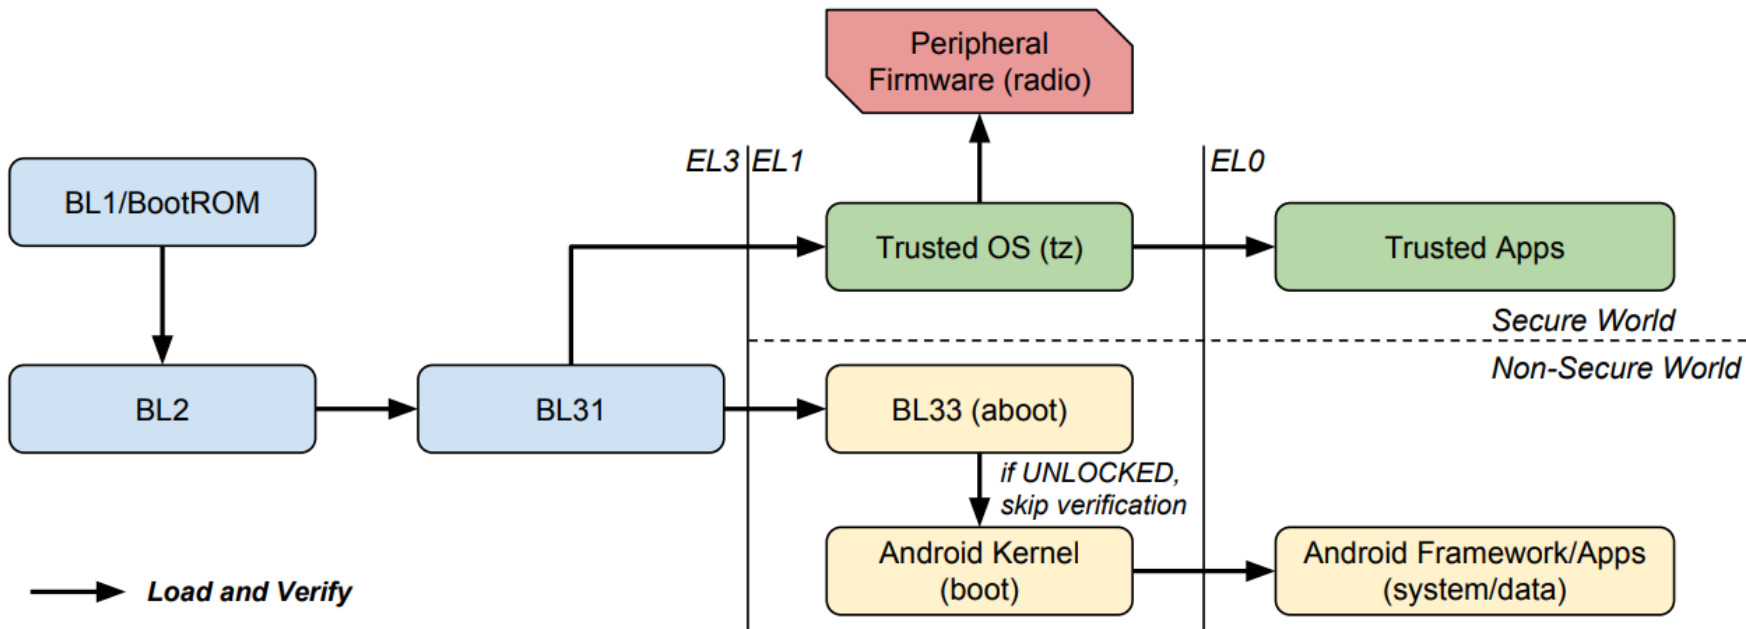 Peripheral
Firmware (radio)
EL3
EL1
EL0
BL1/BootROM
Trusted OS (tz)
Trusted Apps
Secure World
Non-Secure World
BL2
BL31
BL33 (aboot)
if UNLOCKED,
skip verification
Android Kernel
(boot)
Android Framework/Apps
(system/data)
Load and Verify